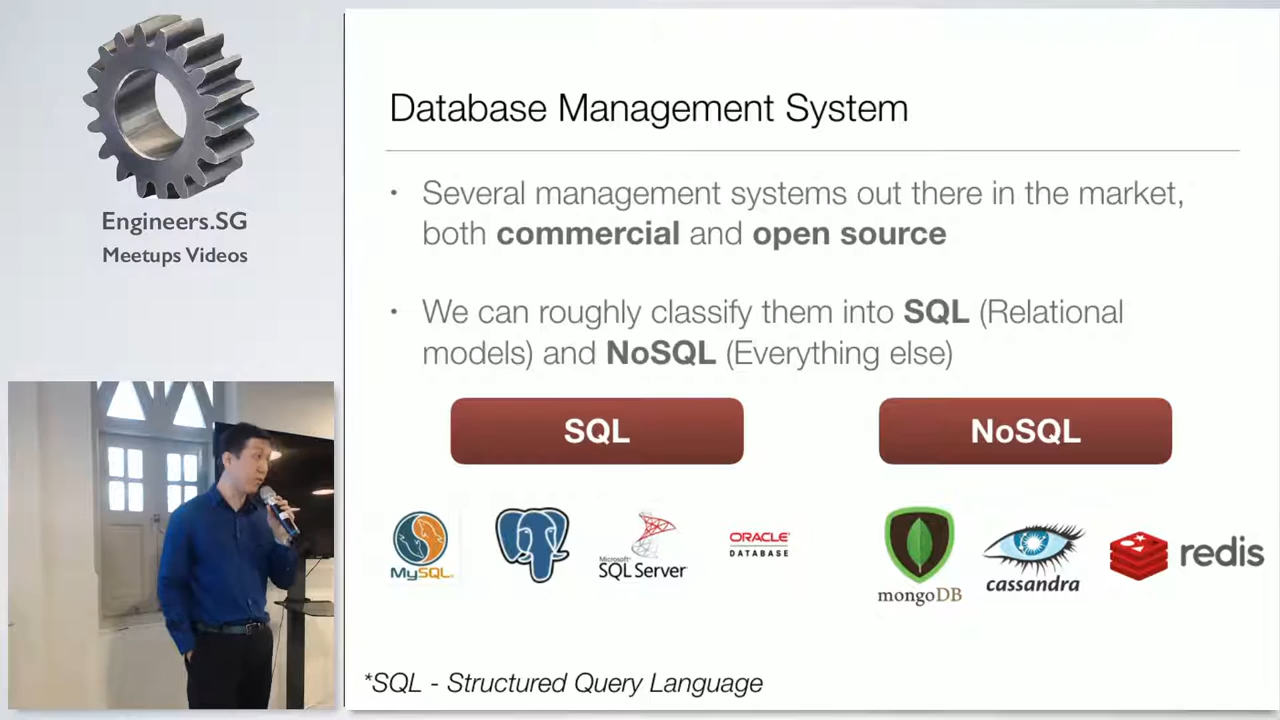 Engineers.SG
Meetups Videos
Database Management System
• Several management systems out there in the market,
both commercial and open source
• We can roughly classify them into SQL (Relational
models) and NoSQL (Everything else)
SQL
NoSQL
MySQL
Microsoft
SQL Server
ORACLE
DATABASE
mongoDB
cassandra
redis
*SQL - Structured Query Language